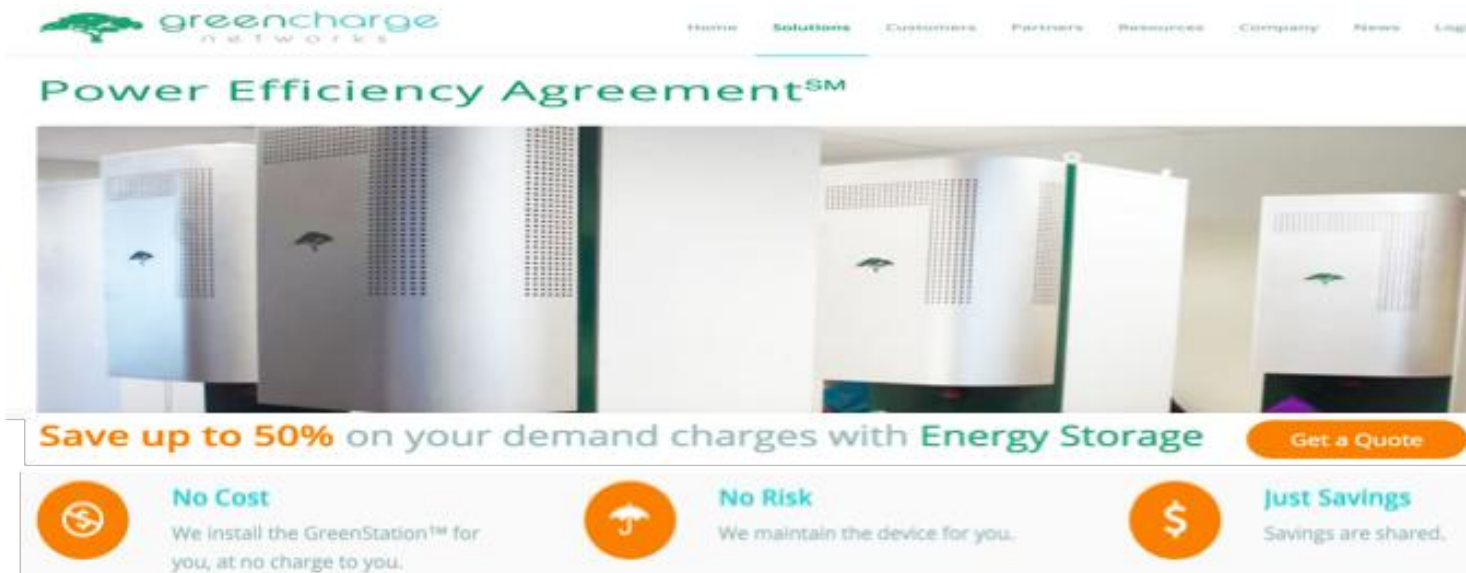 greencharge
networks
Home Solutions Customers Partners Resources Company News Log
Power Efficiency Agreement℠
Save up to 50% on your demand charges with Energy Storage
Get a Quote
No Cost
We install the GreenStation™ for
you, at no charge to you.
No Risk
We maintain the device for you.
Just Savings
Savings are shared.